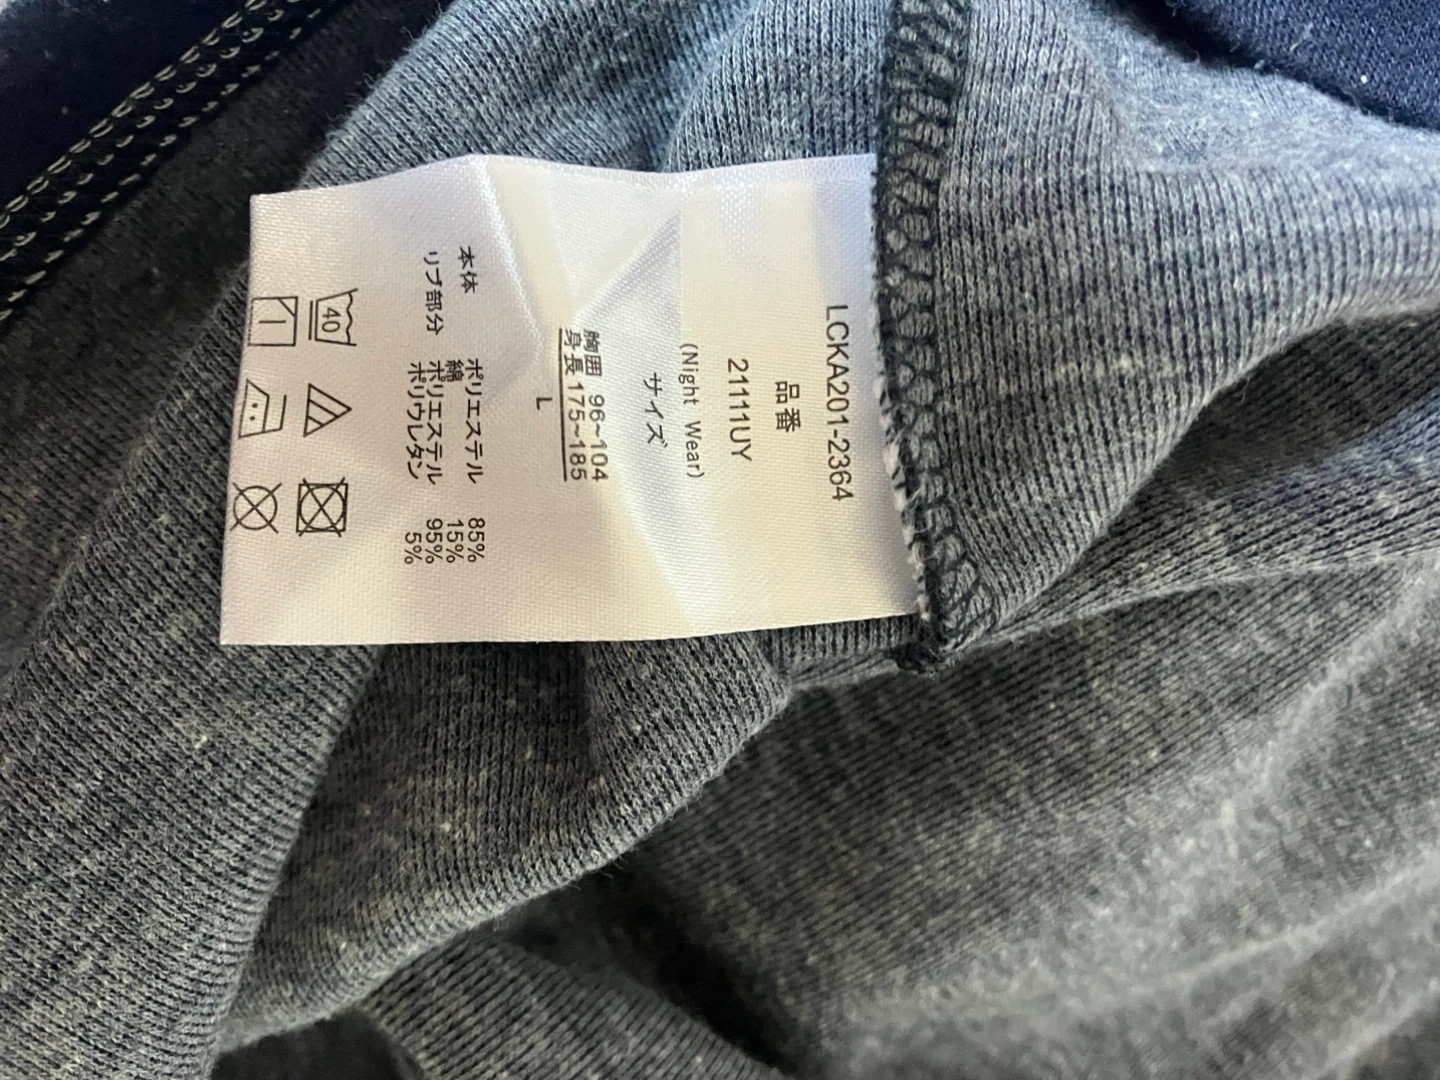 LCKA201-2364
品番
21111UY
(Night Wear)
サイズ
胸囲 96~104
身長 175~185
L
本体 ポリエステル 85%
綿 15%
リブ部分 ポリエステル 95%
ポリウレタン 5%
40